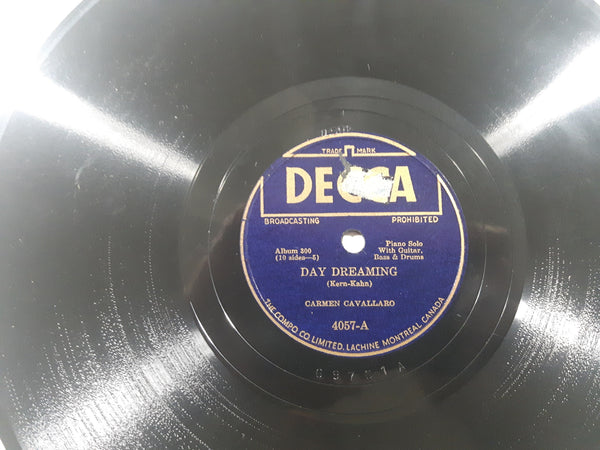 TRADE MARK
DECCA
BROADCASTING PROHIBITED
Album 300
(10 sides—5)
Piano Solo
With Guitar,
Bass & Drums
DAY DREAMING
(Kern-Kahn)
CARMEN CAVALLARO
4057-A
THE COMPO CO. LIMITED, LACHINE MONTREAL CANADA